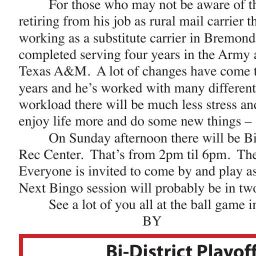 For those who may not be aware of th
retiring from his job as rural mail carrier th
working as a substitute carrier in Bremond
completed serving four years in the Army a
Texas A&M. A lot of changes have come t
years and he's worked with many different
workload there will be much less stress and
enjoy life more and do some new things –
On Sunday afternoon there will be Bi
Rec Center. That's from 2pm til 6pm. The
Everyone is invited to come by and play as
Next Bingo session will probably be in two
See a lot of you all at the ball game in
BY
Bi-District Playoff